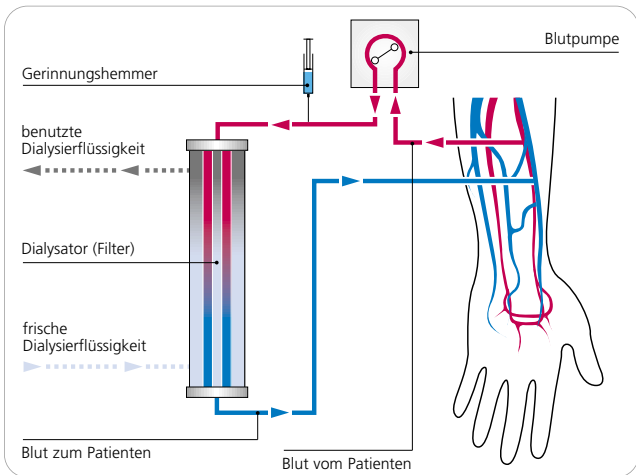 Blutpumpe
Gerinnungshemmer
benutzte
Dialysierflüssigkeit
Dialysator (Filter)
frische
Dialysierflüssigkeit
Blut zum Patienten
Blut vom Patienten